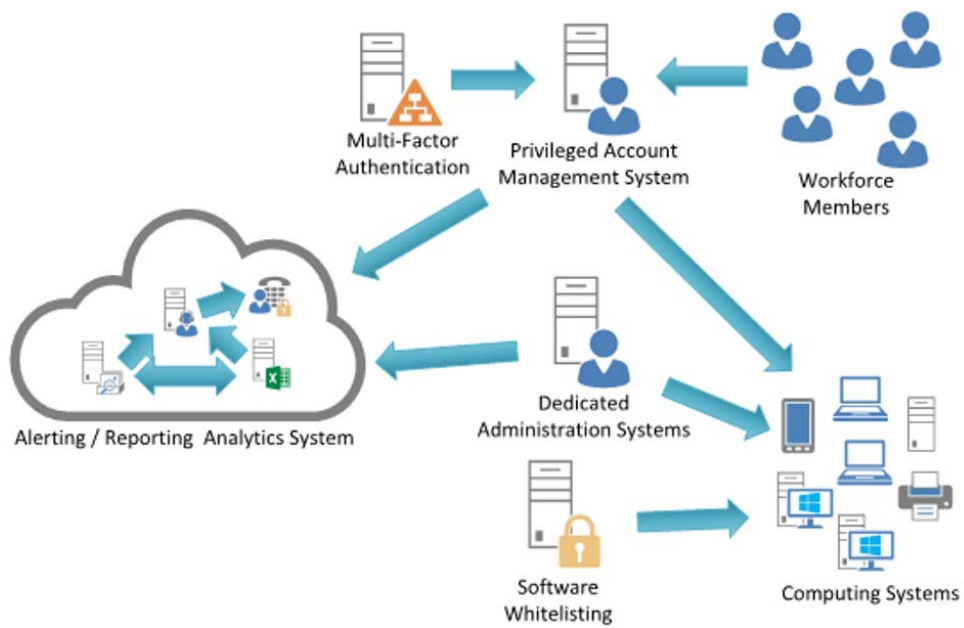 Multi-Factor
Authentication
Privileged Account
Management System
Workforce
Members
Alerting / Reporting Analytics System
Dedicated
Administration Systems
Software
Whitelisting
Computing Systems